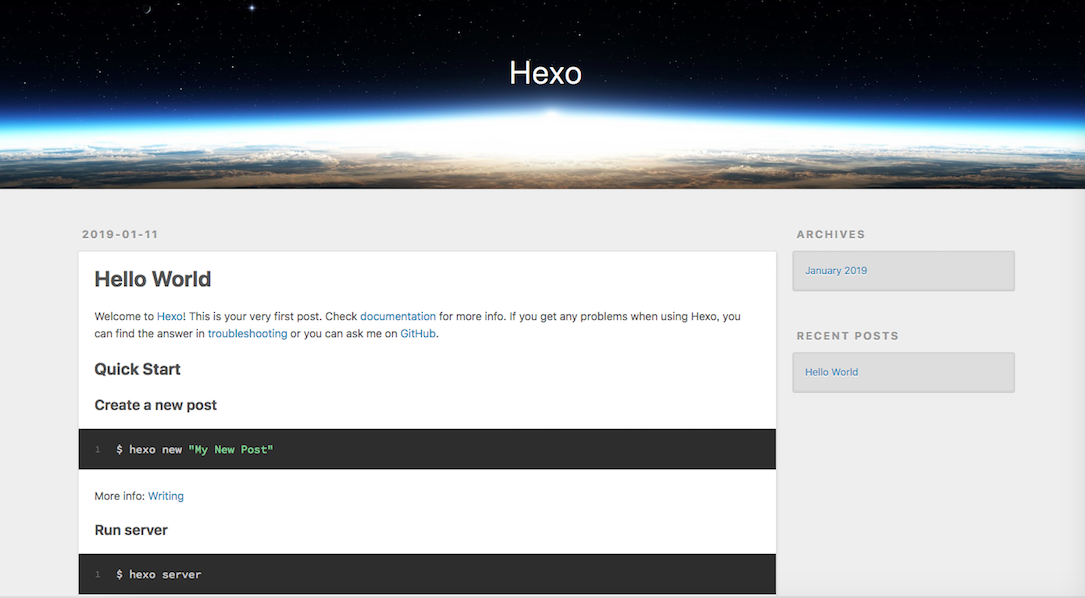 Hexo
2019-01-11
Hello World
Welcome to Hexo! This is your very first post. Check documentation for more info. If you get any problems when using Hexo, you
can find the answer in troubleshooting or you can ask me on GitHub.
Quick Start
Create a new post
1 $ hexo new "My New Post"
More info: Writing
Run server
1 $ hexo server
ARCHIVES
January 2019
RECENT POSTS
Hello World